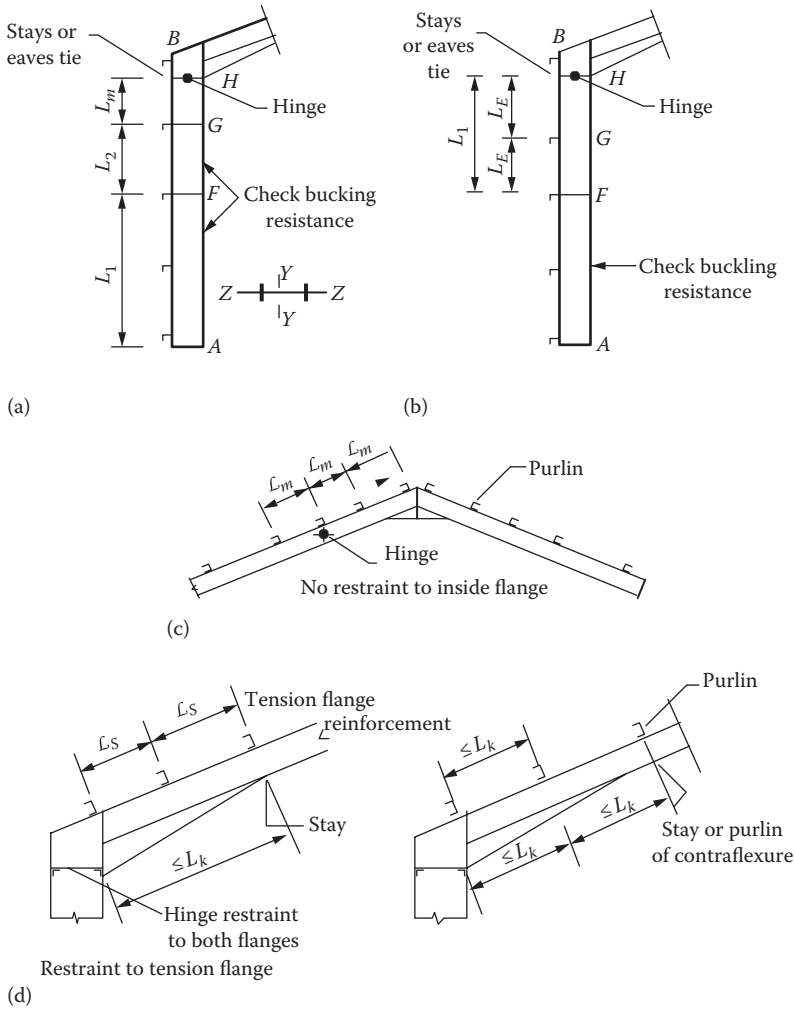 Stays or
eaves tie
B
H
Hinge
L_m
G
L_2
F
Check bucking
resistance
L_1
Y
Z
Z
Y
A
(a)
Stays
or eaves
tie
B
H
Hinge
L_E
L_1
G
L_E
F
Check buckling
resistance
A
(b)
L_m
L_m
L_m
Purlin
Hinge
No restraint to inside flange
(c)
L_S
L_S
Tension flange
reinforcement
Stay
≤L_k
Hinge restraint
to both flanges
Restraint to tension flange
Purlin
≤L_k
≤L_k
≤L_k
Stay or purlin
of contraflexure
(d)